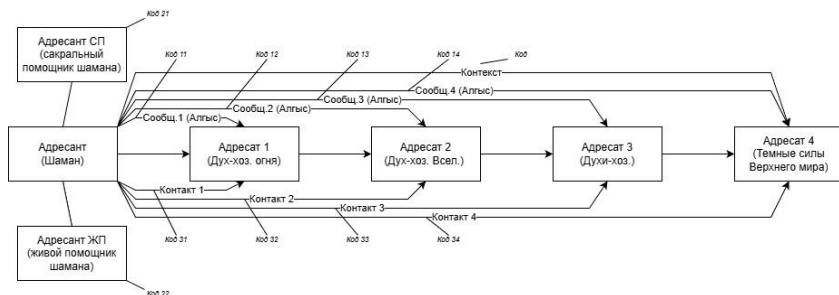 Код 21
Адресант СП
(сакральный
помощник шамана)
Код 11
Код 12
Код 13
Код 14
Код
Контекст
Сообщ.4 (Алгыс)
Сообщ.3 (Алгыс)
Сообщ.2 (Алгыс)
Сообщ.1 (Алгыс)
Адресант
(Шаман)
Адресат 1
(Дух-хоз. огня)
Адресат 2
(Дух-хоз. Всел.)
Адресат 3
(Духи-хоз.)
Адресат 4
(Темные силы
Верхнего мира)
Контакт 1
Контакт 2
Контакт 3
Контакт 4
Адресант ЖП
(живой помощник
шамана)
Код 31
Код 32
Код 33
Код 34
Код 22